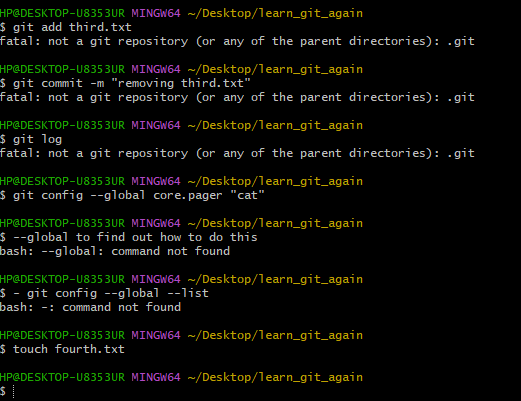 HP@DESKTOP-U8353UR MINGW64 ~/Desktop/learn_git_again
$ git add third.txt
fatal: not a git repository (or any of the parent directories): .git
HP@DESKTOP-U8353UR MINGW64 ~/Desktop/learn_git_again
$ git commit -m "removing third.txt"
fatal: not a git repository (or any of the parent directories): .git
HP@DESKTOP-U8353UR MINGW64 ~/Desktop/learn_git_again
$ git log
fatal: not a git repository (or any of the parent directories): .git
HP@DESKTOP-U8353UR MINGW64 ~/Desktop/learn_git_again
$ git config --global core.pager "cat"
HP@DESKTOP-U8353UR MINGW64 ~/Desktop/learn_git_again
$ --global to find out how to do this
bash: --global: command not found
HP@DESKTOP-U8353UR MINGW64 ~/Desktop/learn_git_again
$ - git config --global --list
bash: -: command not found
HP@DESKTOP-U8353UR MINGW64 ~/Desktop/learn_git_again
$ touch fourth.txt
HP@DESKTOP-U8353UR MINGW64 ~/Desktop/learn_git_again
$